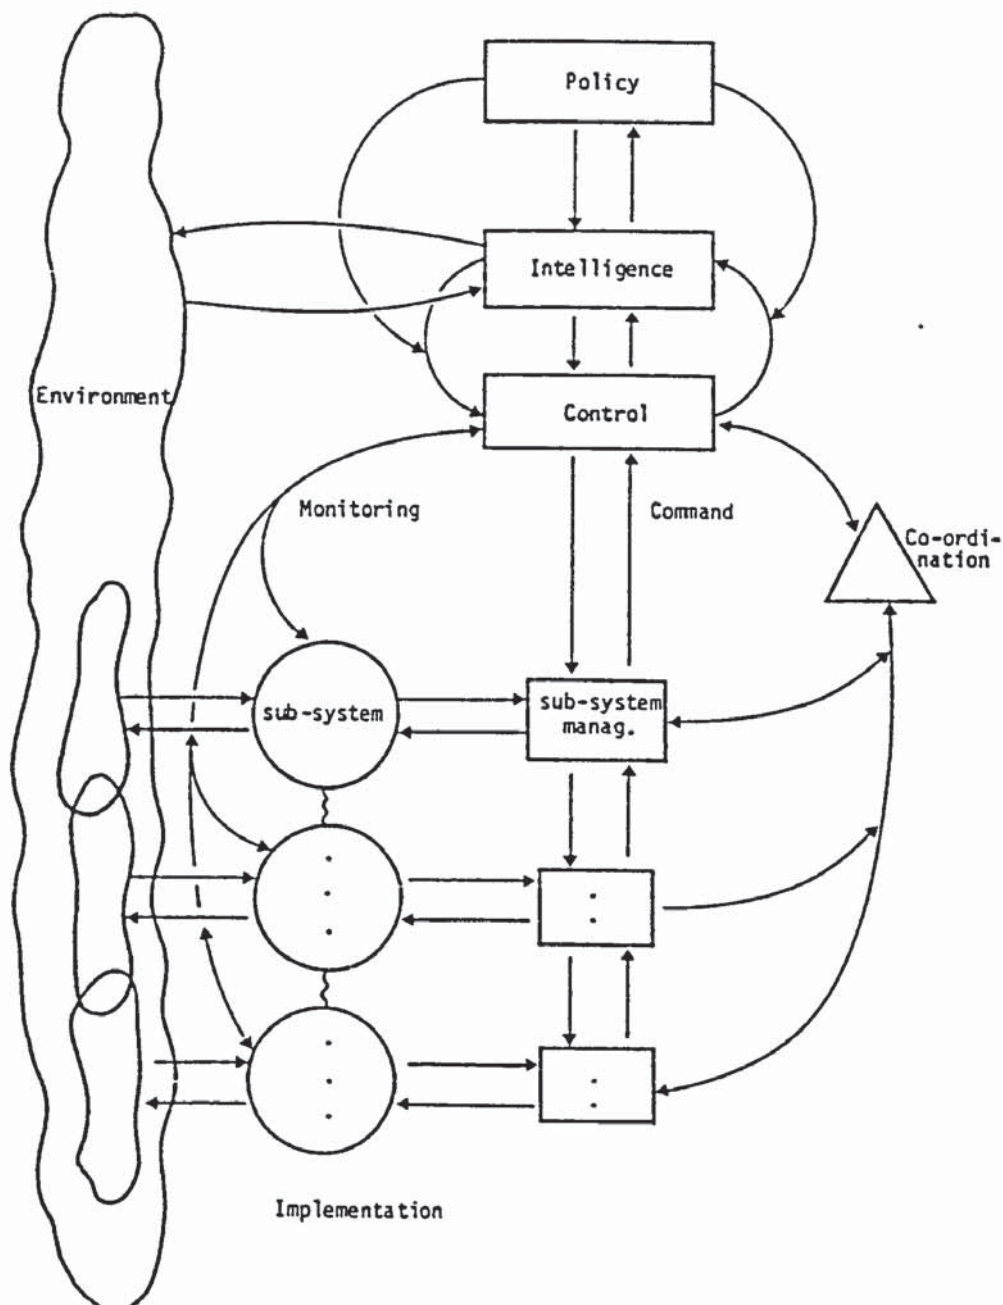 Policy
Intelligence
Environment
Control
Monitoring
Command
Co-ordi-
nation
sub-system
sub-system
manag.
Implementation